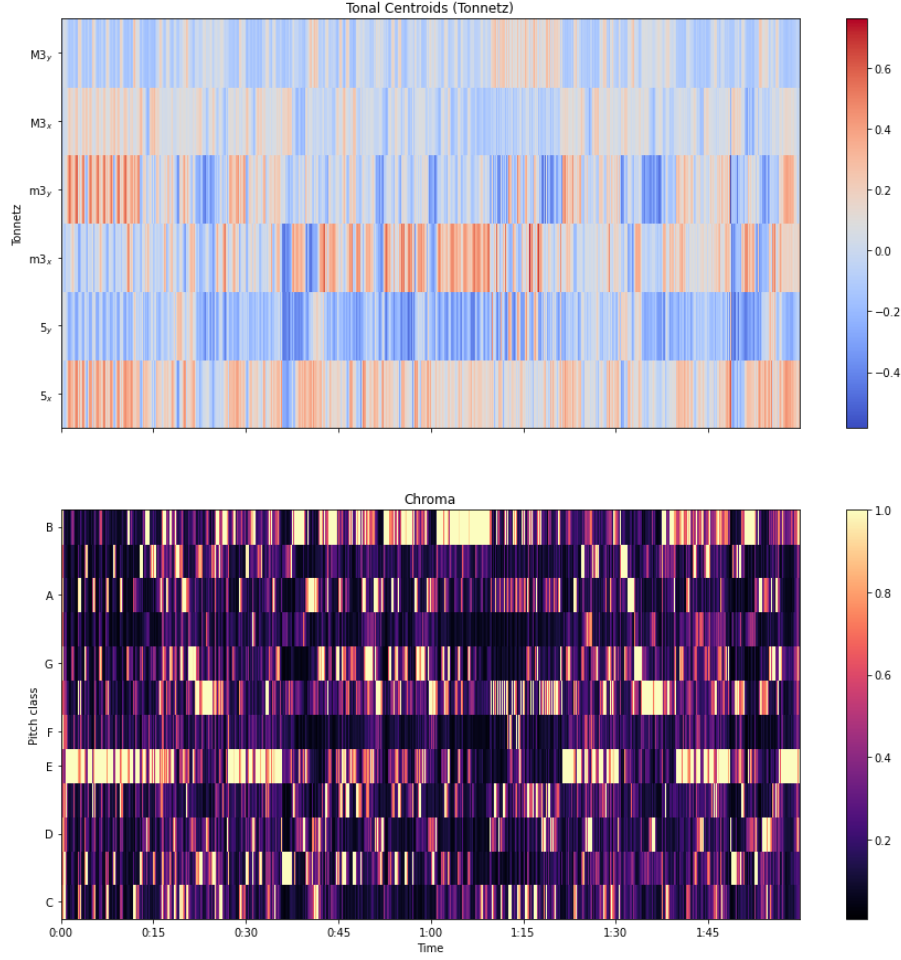 Tonal Centroids (Tonnetz)
M3y
M3x
m3y
m3x
5y
5x
Tonnetz
0.6
0.4
0.2
0.0
−0.2
−0.4
Chroma
B
A
G
F
E
D
C
Pitch class
0:00 0:15 0:30 0:45 1:00 1:15 1:30 1:45
Time
1.0
0.8
0.6
0.4
0.2